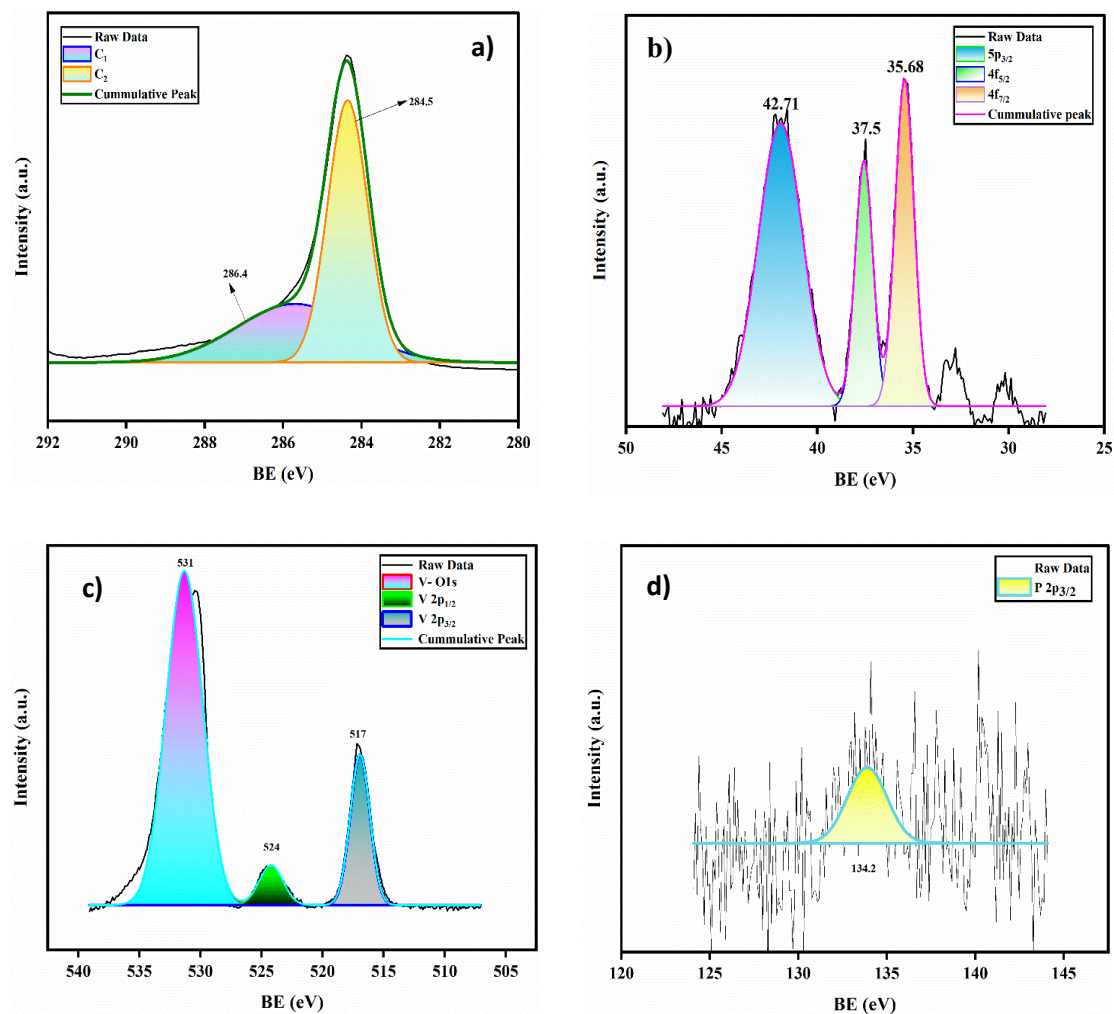 a)
Raw Data
C1
C2
Cummulative Peak
284.5
286.4
Intensity (a.u.)
292 290 288 286 284 282 280
BE (eV)
b)
Raw Data
5p3/2
4f5/2
4f7/2
Cummulative peak
42.71
37.5
35.68
Intensity (a.u.)
50 45 40 35 30 25
BE (eV)
c)
Raw Data
V- O1s
V 2p1/2
V 2p3/2
Cummulative Peak
531
524
517
Intensity (a.u.)
540 535 530 525 520 515 510 505
BE (eV)
d)
Raw Data
P 2p3/2
134.2
Intensity (a.u.)
120 125 130 135 140 145
BE (eV)